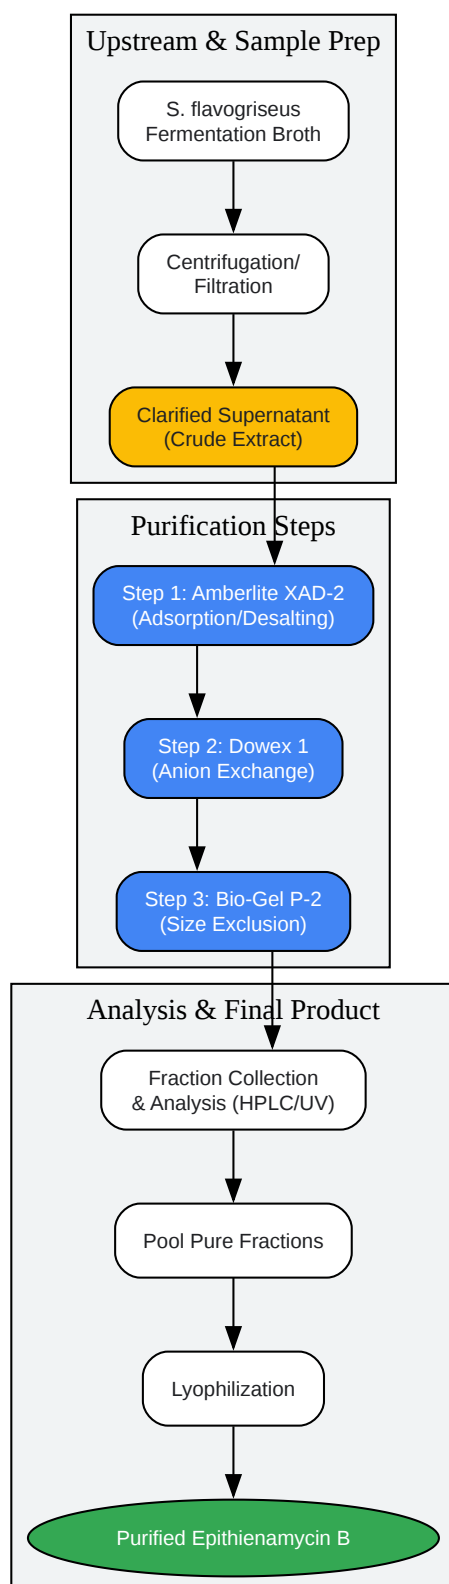 Upstream & Sample Prep
S. flavogriseus
Fermentation Broth
Centrifugation/
Filtration
Clarified Supernatant
(Crude Extract)
Purification Steps
Step 1: Amberlite XAD-2
(Adsorption/Desalting)
Step 2: Dowex 1
(Anion Exchange)
Step 3: Bio-Gel P-2
(Size Exclusion)
Analysis & Final Product
Fraction Collection
& Analysis (HPLC/UV)
Pool Pure Fractions
Lyophilization
Purified Epithienamycin B